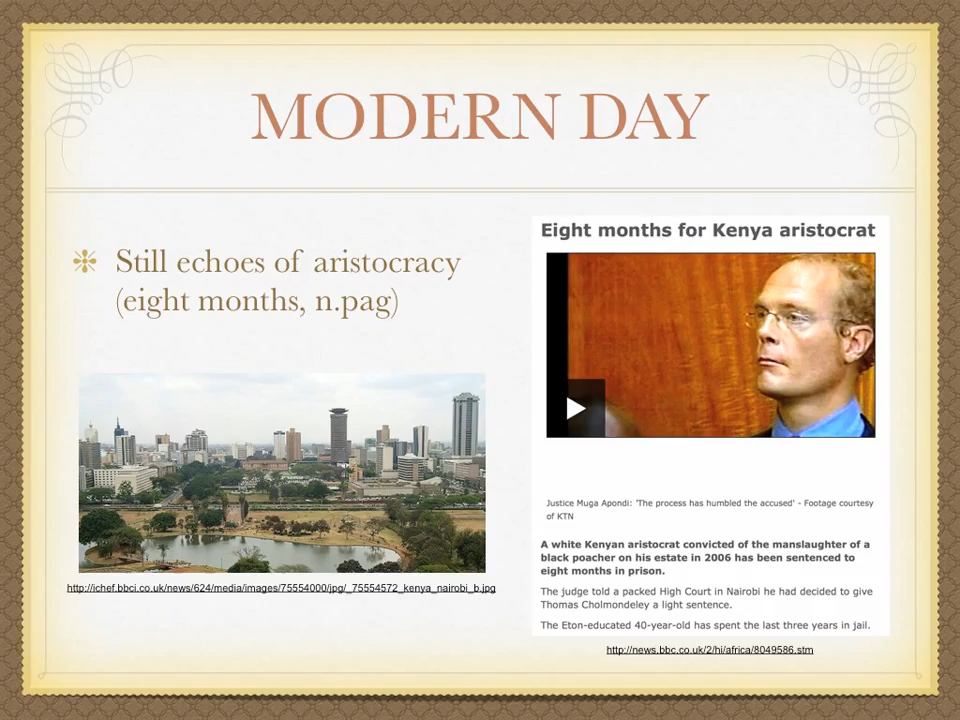 MODERN DAY
Still echoes of aristocracy
(eight months, n.pag)
http://ichef.bbci.co.uk/news/624/media/images/75554000/jpg/_75554572_kenya_nairobi_b.jpg
Eight months for Kenya aristocrat
Justice Muga Apondi: 'The process has humbled the accused' - Footage courtesy
of KTN
A white Kenyan aristocrat convicted of the manslaughter of a
black poacher on his estate in 2006 has been sentenced to
eight months in prison.
The judge told a packed High Court in Nairobi he had decided to give
Thomas Cholmondeley a light sentence.
The Eton-educated 40-year-old has spent the last three years in jail.
http://news.bbc.co.uk/2/hi/africa/8049586.stm